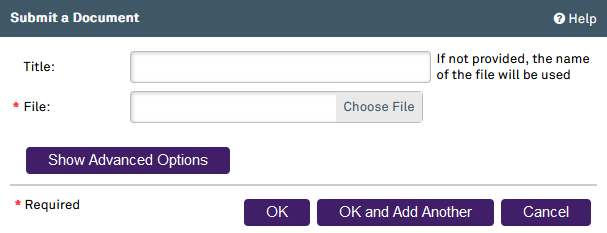 Submit a Document
Help
Title:
If not provided, the name
of the file will be used
* File:
Choose File
Show Advanced Options
* Required
OK
OK and Add Another
Cancel